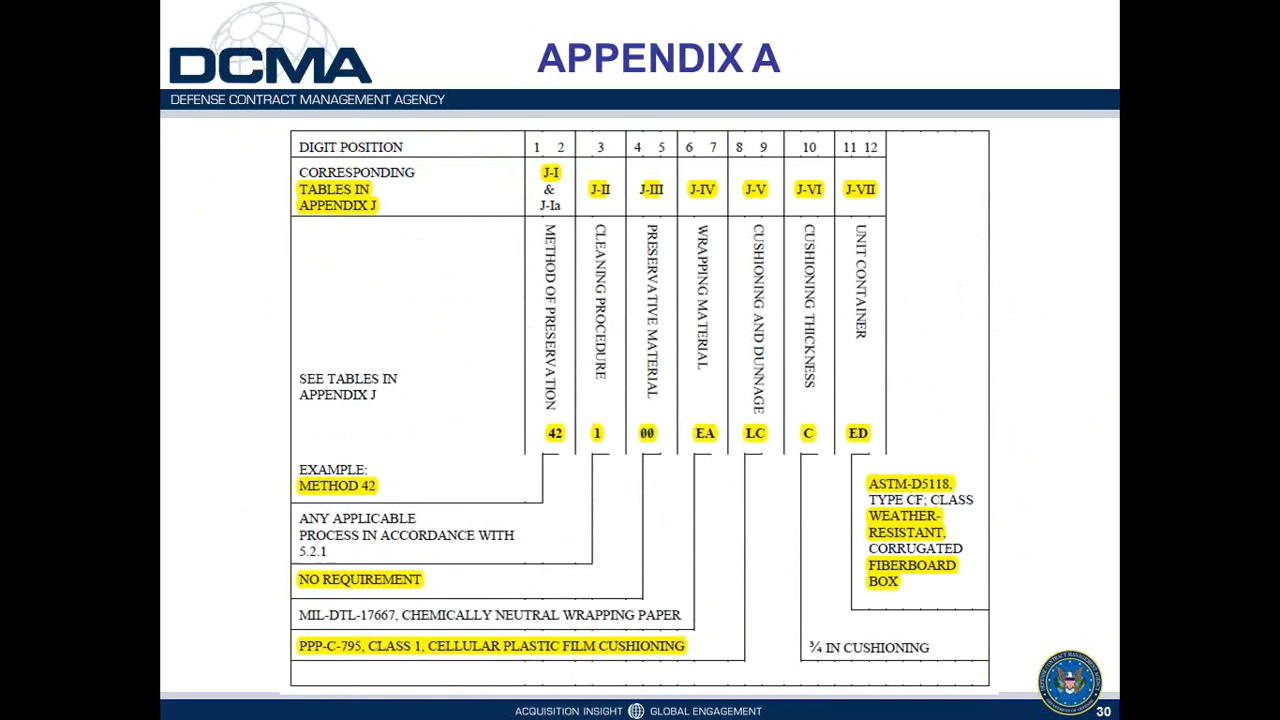 DCMA
APPENDIX A
DEFENSE CONTRACT MANAGEMENT AGENCY
DIGIT POSITION
1 2
3
4 5
6 7
8 9
10
11 12
CORRESPONDING
TABLES IN
APPENDIX J
J-I
&
J-Ia
J-II
J-III
J-IV
J-V
J-VI
J-VII
SEE TABLES IN
APPENDIX J
METHOD OF PRESERVATION
CLEANING PROCEDURE
PRESERVATIVE MATERIAL
WRAPPING MATERIAL
CUSHIONING AND DUNNAGE
CUSHIONING THICKNESS
UNIT CONTAINER
42
1
00
EA
LC
C
ED
EXAMPLE:
METHOD 42
ANY APPLICABLE
PROCESS IN ACCORDANCE WITH
5.2.1
NO REQUIREMENT
MIL-DTL-17667, CHEMICALLY NEUTRAL WRAPPING PAPER
PPP-C-795, CLASS 1, CELLULAR PLASTIC FILM CUSHIONING
¾ IN CUSHIONING
ASTM-D5118,
TYPE CF; CLASS
WEATHER-
RESISTANT,
CORRUGATED
FIBERBOARD
BOX
ACQUISITION INSIGHT
GLOBAL ENGAGEMENT
30